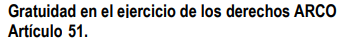 Gratuidad en el ejercicio de los derechos ARCO
Artículo 51.